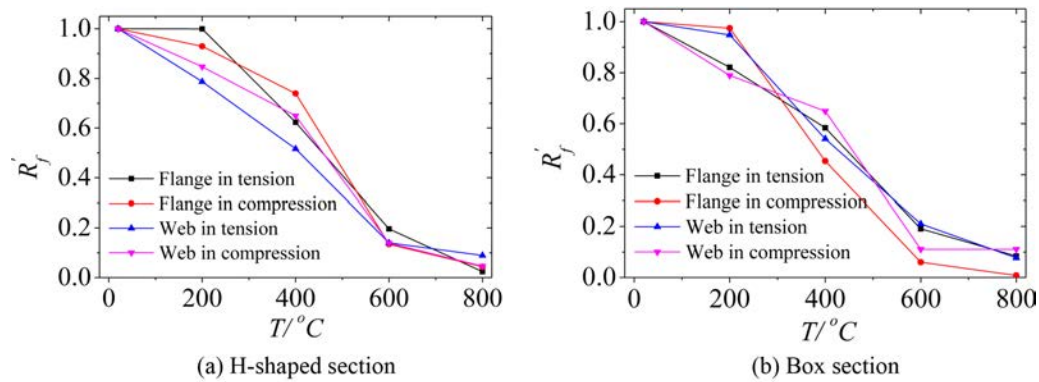 1.0
0.8
0.6
0.4
0.2
0.0
R'f
Flange in tension
Flange in compression
Web in tension
Web in compression
0 200 400 600 800
T/°C
(a) H-shaped section
1.0
0.8
0.6
0.4
0.2
0.0
R'f
Flange in tension
Flange in compression
Web in tension
Web in compression
0 200 400 600 800
T/°C
(b) Box section